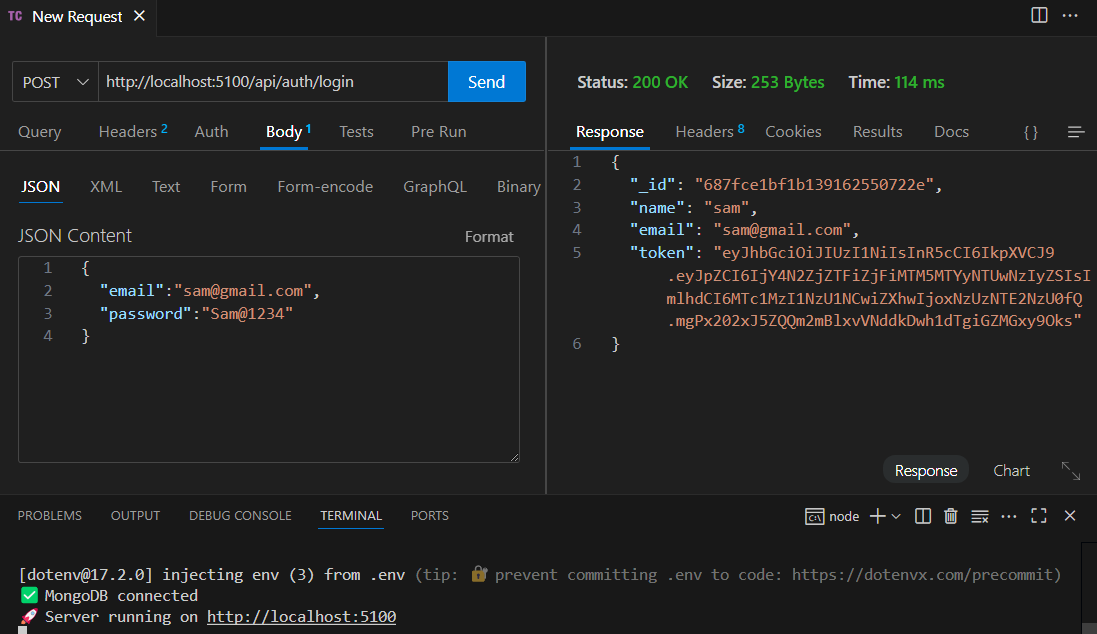 TC New Request
POST http://localhost:5100/api/auth/login Send
Query Headers 2 Auth Body 1 Tests Pre Run
JSON XML Text Form Form-encode GraphQL Binary
JSON Content Format
1 {
2 "email":"sam@gmail.com",
3 "password":"Sam@1234"
4 }
Status: 200 OK Size: 253 Bytes Time: 114 ms
Response Headers 8 Cookies Results Docs { }
1 {
2 "_id": "687fce1bf1b139162550722e",
3 "name": "sam",
4 "email": "sam@gmail.com",
5 "token": "eyJhbGciOiJIUzI1NiIsInR5cCI6IkpXVCJ9
.eyJpZCI6IjY4N2ZjZTFiZjFiMTM5MTYyNTUwNzIyZSIsI
mlhdCI6MTc1MzI1NzU1NCwiZXhwIjoxNzUzNTE2NzU0fQ
.mgPx202xJ5ZQQm2mBlxvVNddkDwh1dTgiGZMGxy9Oks"
6 }
Response Chart
PROBLEMS OUTPUT DEBUG CONSOLE TERMINAL PORTS
node
[dotenv@17.2.0] injecting env (3) from .env (tip: 🔐 prevent committing .env to code: https://dotenvx.com/precommit)
✅ MongoDB connected
🚀 Server running on http://localhost:5100